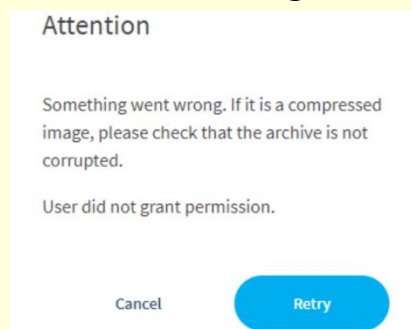 Attention
Something went wrong. If it is a compressed
image, please check that the archive is not
corrupted.
User did not grant permission.
Cancel
Retry